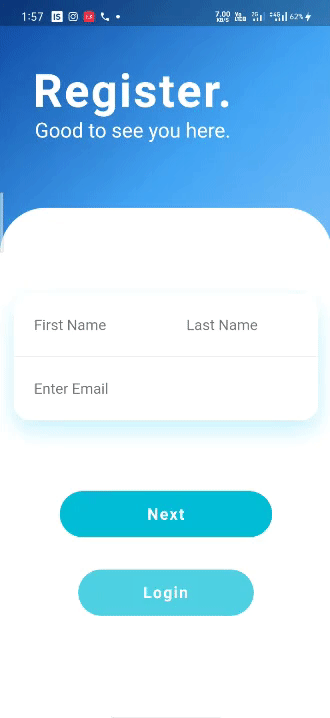 1:57 7.00 KB/S 62%
Register.
Good to see you here.
First Name Last Name
Enter Email
Next
Login